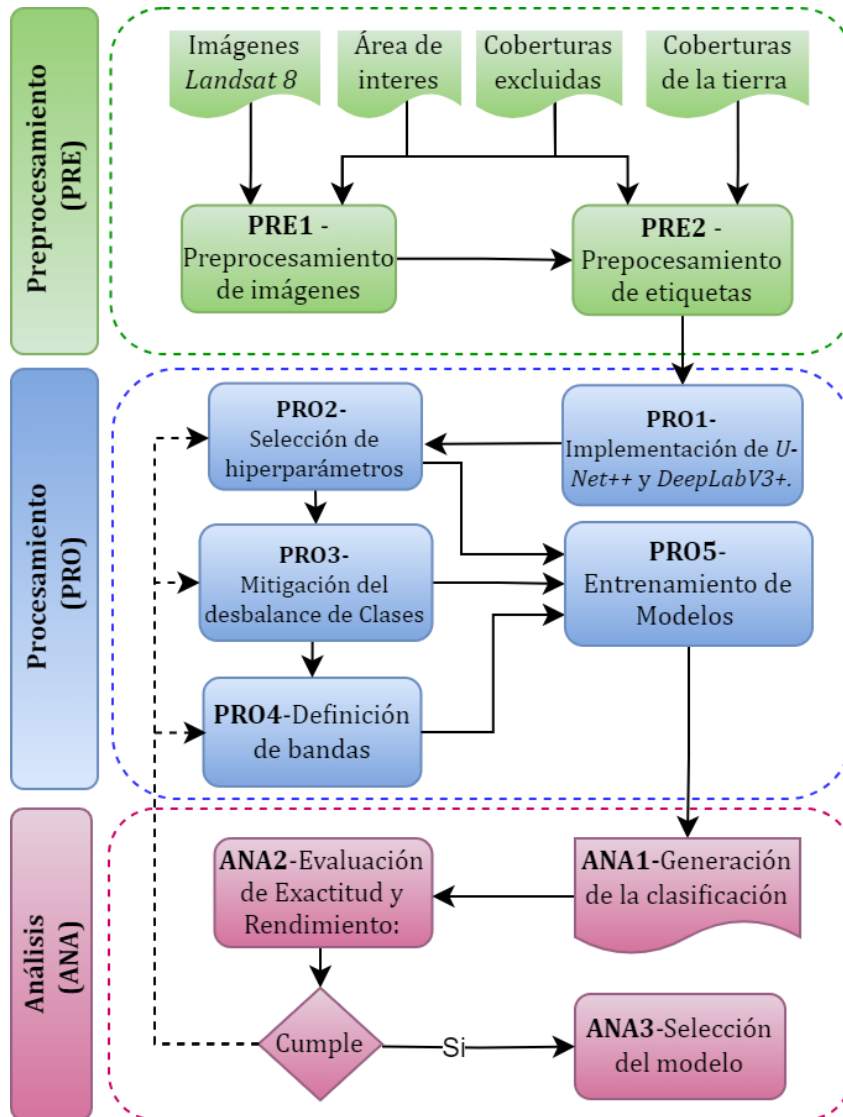 Preprocesamiento
(PRE)
Imágenes
Landsat 8
Área de
interes
Coberturas
excluidas
Coberturas
de la tierra
PRE1 -
Preprocesamiento
de imágenes
PRE2 -
Prepocesamiento
de etiquetas
Procesamiento
(PRO)
PRO2-
Selección de
hiperparámetros
PRO1-
Implementación de U-
Net++ y DeepLabV3+.
PRO3-
Mitigación del
desbalance de Clases
PRO5-
Entrenamiento de
Modelos
PRO4-Definición
de bandas
Análisis
(ANA)
ANA2-Evaluación
de Exactitud y
Rendimiento:
ANA1-Generación
de la clasificación
Cumple
Si
ANA3-Selección
del modelo